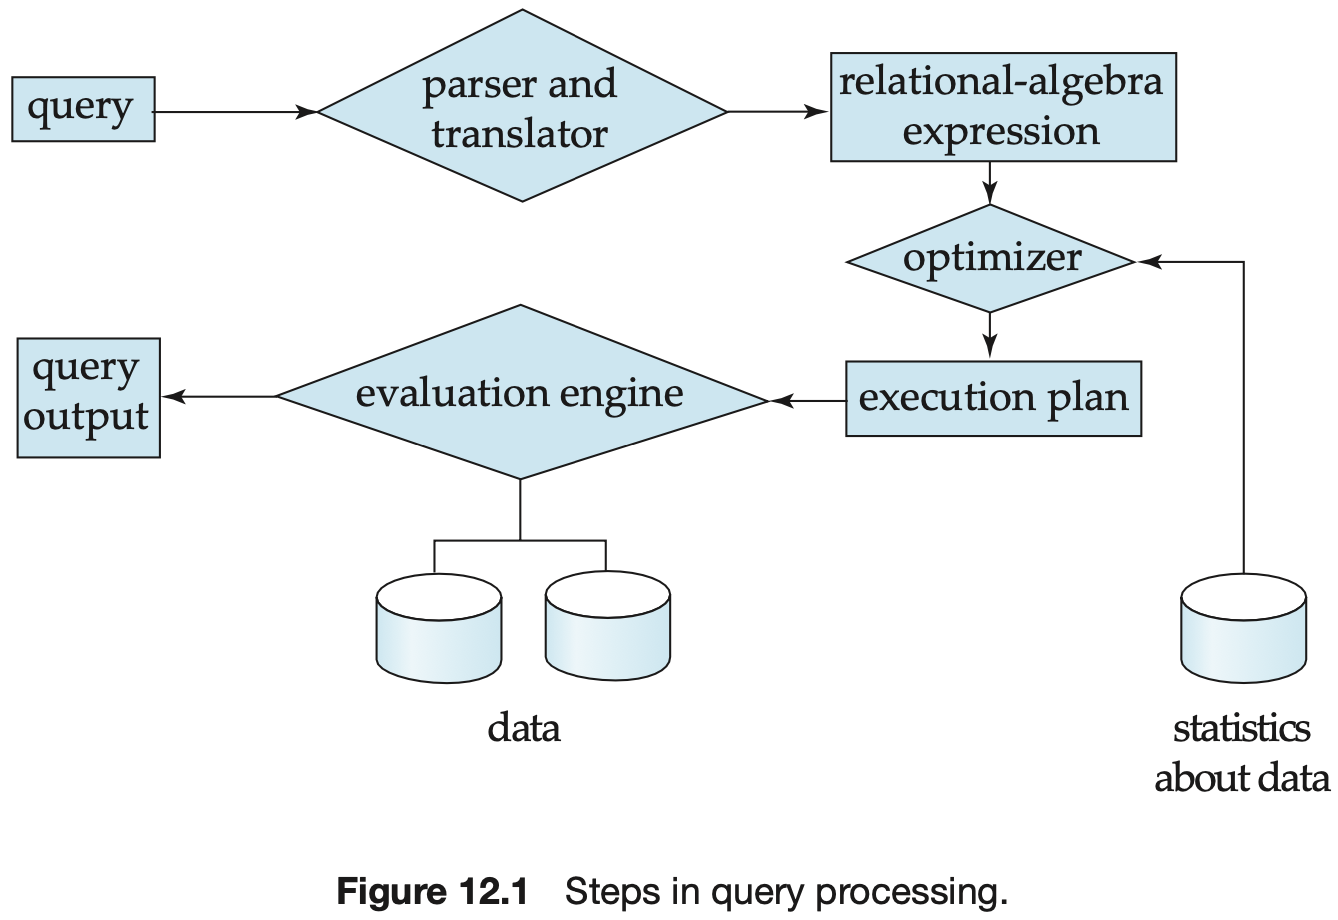 query
parser and
translator
relational-algebra
expression
optimizer
execution plan
evaluation engine
query
output
data
statistics
about data
Figure 12.1 Steps in query processing.